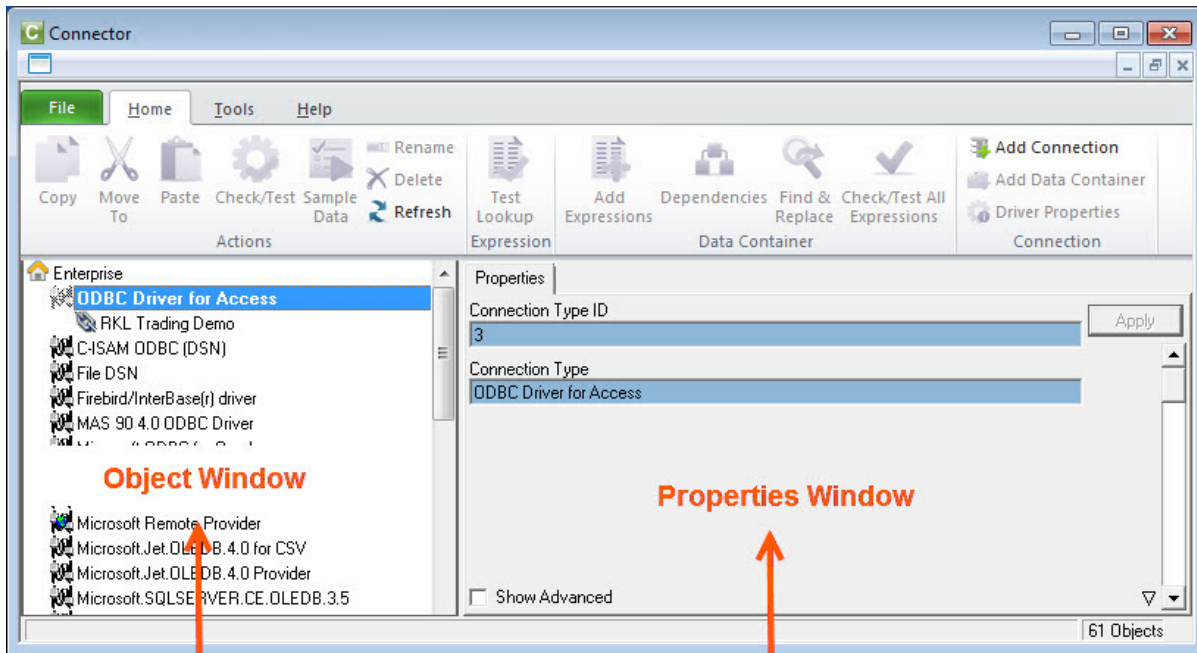 Connector
File Home Tools Help
Copy Move To Paste Check/Test Sample Data Rename Delete Refresh
Test Lookup Add Expressions Dependencies Find & Replace Check/Test All Expressions
Add Connection
Add Data Container
Driver Properties
Actions Expression Data Container Connection
Enterprise
ODBC Driver for Access
RKL Trading Demo
C-ISAM ODBC (DSN)
File DSN
Firebird/InterBase(r) driver
MAS 90 4.0 ODBC Driver
Object Window
Microsoft Remote Provider
Microsoft.Jet.OLEDB.4.0 for CSV
Microsoft.Jet.OLEDB.4.0 Provider
Microsoft.SQLSERVER.CE.OLEDB.3.5
Properties
Connection Type ID
3
Apply
Connection Type
ODBC Driver for Access
Properties Window
Show Advanced
61 Objects